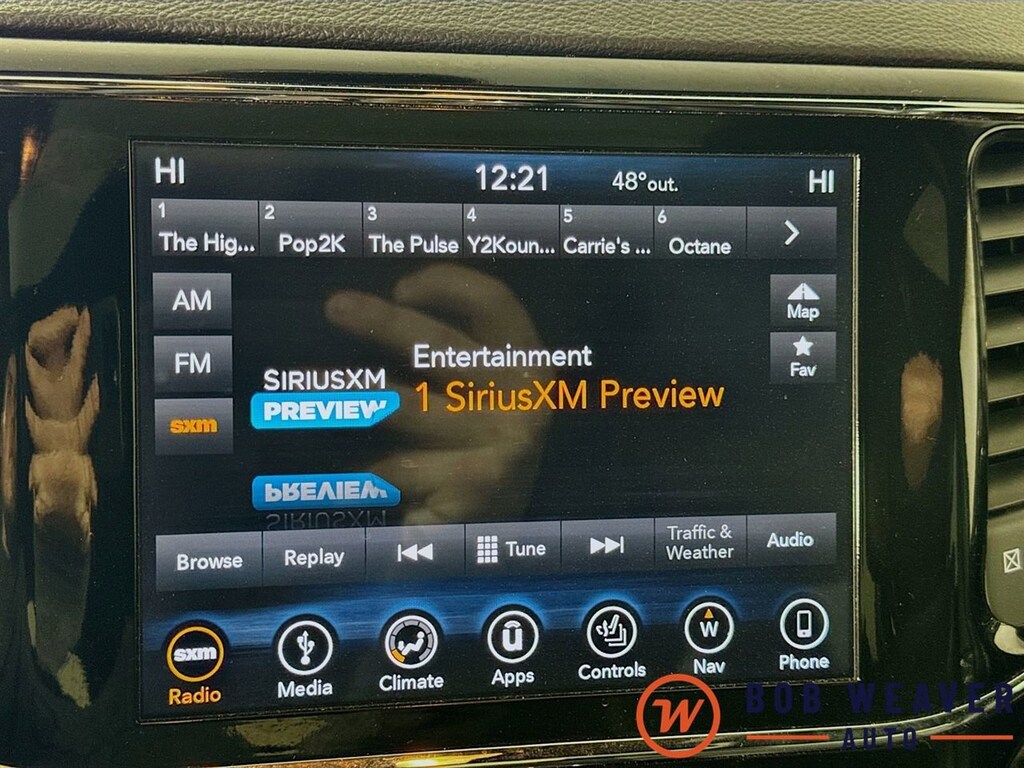 HI 12:21 48°out. HI
1 2 3 4 5 6
The Hig... Pop2K The Pulse Y2Koun... Carrie's ... Octane
AM
Map
FM
Fav
sxm
SIRIUSXM
PREVIEW
Entertainment
1 SiriusXM Preview
PREVIEW
SIRIUSXM
Browse Replay Tune Traffic & Audio
Weather
sxm
W
Radio Media Climate Apps Controls Nav Phone
W BOB WEAVER
AUTO